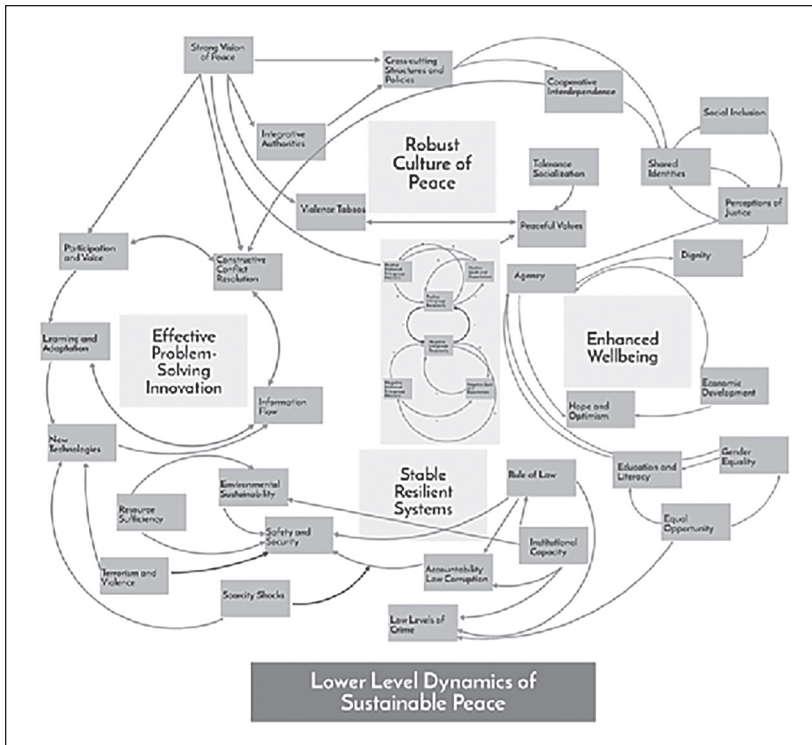 Strong Vision
of Peace
Cross-cutting
Structures and
Policies
Cooperative
Interdependence
Social Inclusion
Integrative
Authorities
Robust
Culture of
Peace
Tolerance
Socialization
Shared
Identities
Violence Taboos
Peaceful Values
Perceptions of
Justice
Participation
and Voice
Constructive
Conflict
Resolution
Agency
Dignity
Learning and
Adaptation
Effective
Problem-
Solving
Innovation
Enhanced
Wellbeing
Information
Flow
Hope and
Optimism
Economic
Development
New
Technologies
Environmental
Sustainability
Stable
Resilient
Systems
Rule of Law
Education and
Literacy
Gender
Equality
Resource
Sufficiency
Safety and
Security
Institutional
Capacity
Equal
Opportunity
Terrorism and
Violence
Accountability
Low Corruption
Scarcity Shocks
Low Levels of
Crime
Lower Level Dynamics of
Sustainable Peace